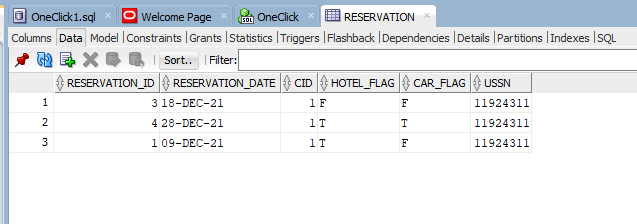 OneClick1.sql Welcome Page OneClick RESERVATION
Columns Data Model Constraints Grants Statistics Triggers Flashback Dependencies Details Partitions Indexes SQL
Sort.. Filter:
RESERVATION_ID RESERVATION_DATE CID HOTEL_FLAG CAR_FLAG USSN
1 3 18-DEC-21 1 F F 11924311
2 4 28-DEC-21 1 T T 11924311
3 1 09-DEC-21 1 T F 11924311